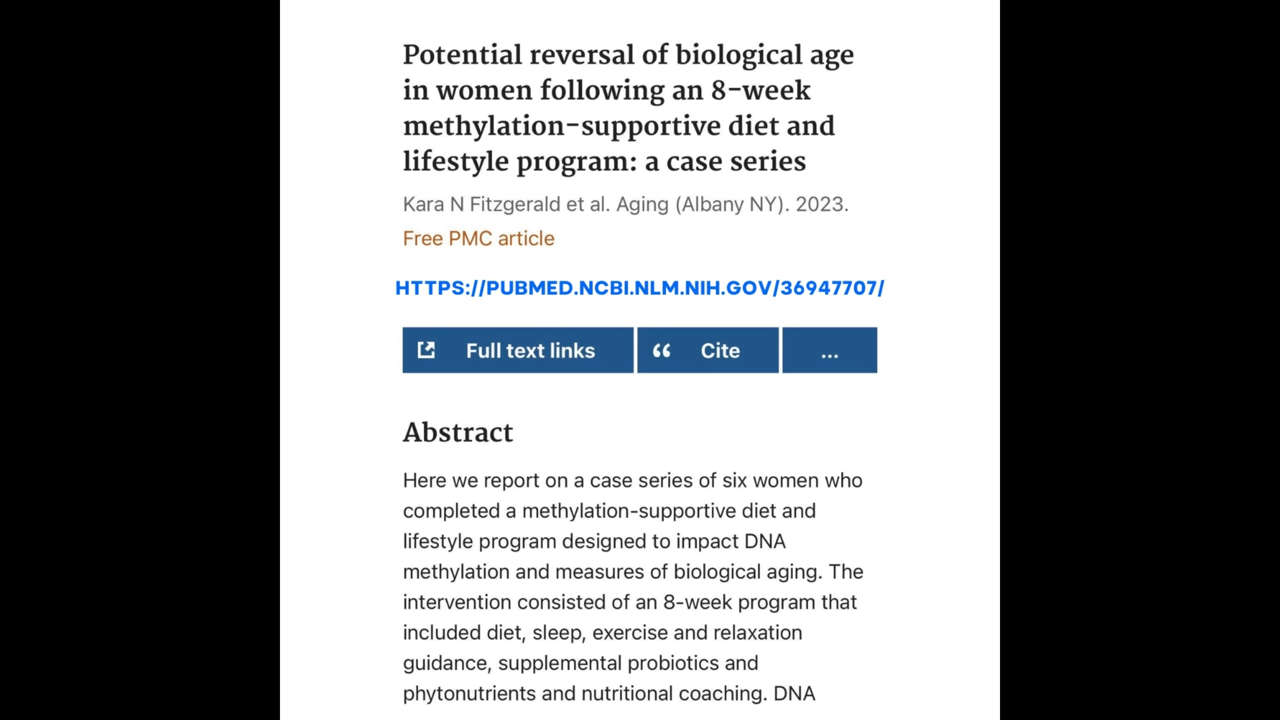 Potential reversal of biological age
in women following an 8-week
methylation-supportive diet and
lifestyle program: a case series
Kara N Fitzgerald et al. Aging (Albany NY). 2023.
Free PMC article
HTTPS://PUBMED.NCBI.NLM.NIH.GOV/36947707/
Full text links
Cite
...
Abstract
Here we report on a case series of six women who
completed a methylation-supportive diet and
lifestyle program designed to impact DNA
methylation and measures of biological aging. The
intervention consisted of an 8-week program that
included diet, sleep, exercise and relaxation
guidance, supplemental probiotics and
phytonutrients and nutritional coaching. DNA